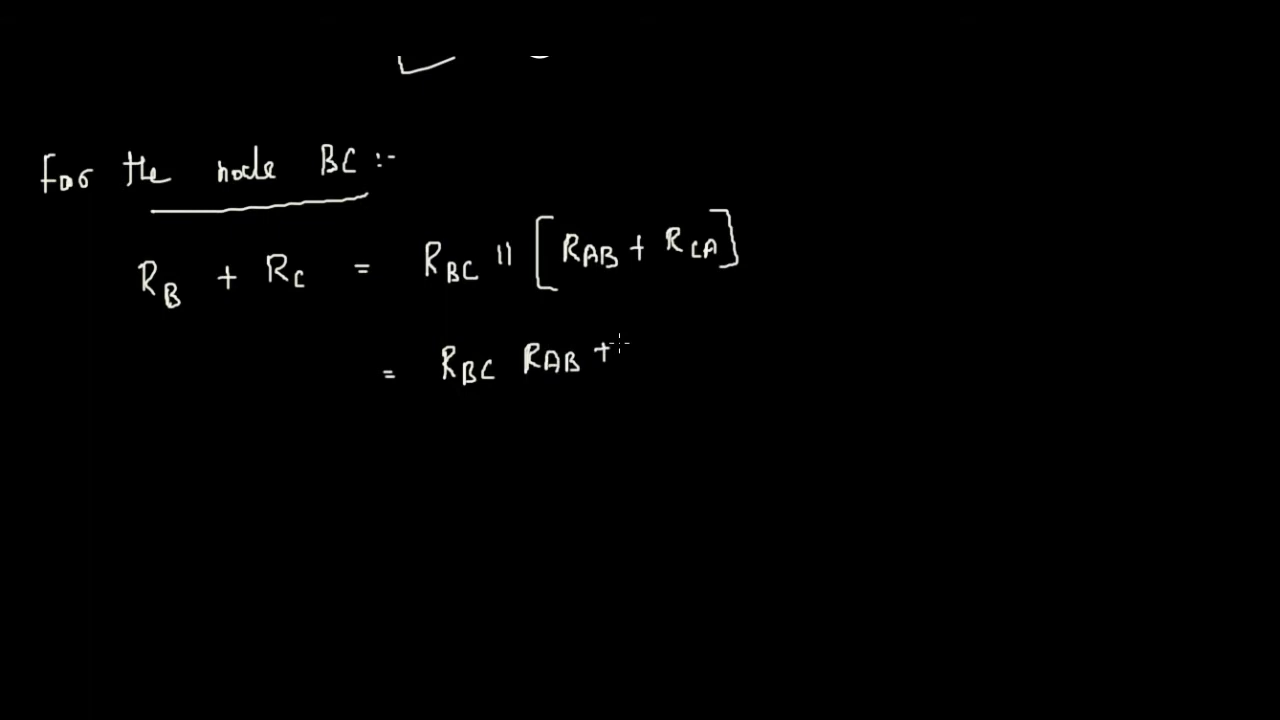 For the node BC :-
R_B + R_C = R_BC || [R_AB + R_CA]
= R_BC R_AB +